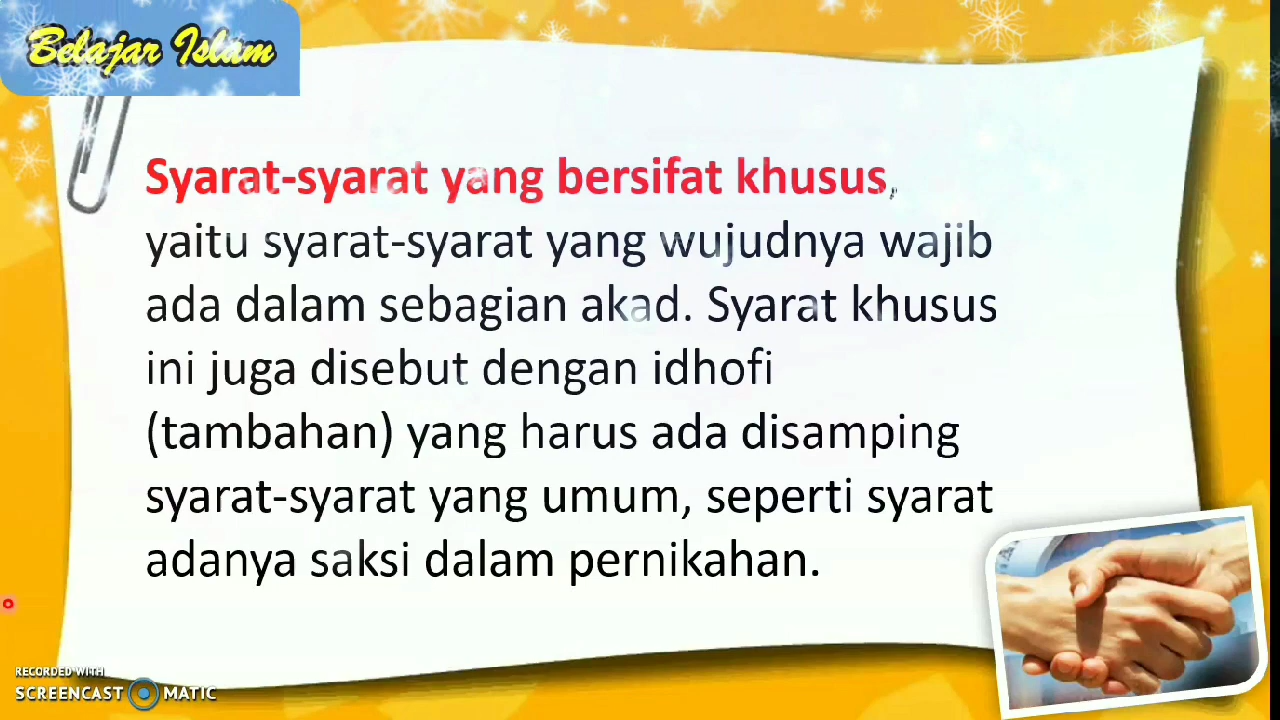 Belajar Islam
Syarat-syarat yang bersifat khusus,
yaitu syarat-syarat yang wujudnya wajib
ada dalam sebagian akad. Syarat khusus
ini juga disebut dengan idhofi
(tambahan) yang harus ada disamping
syarat-syarat yang umum, seperti syarat
adanya saksi dalam pernikahan.
RECORDED WITH
SCREENCAST MATIC